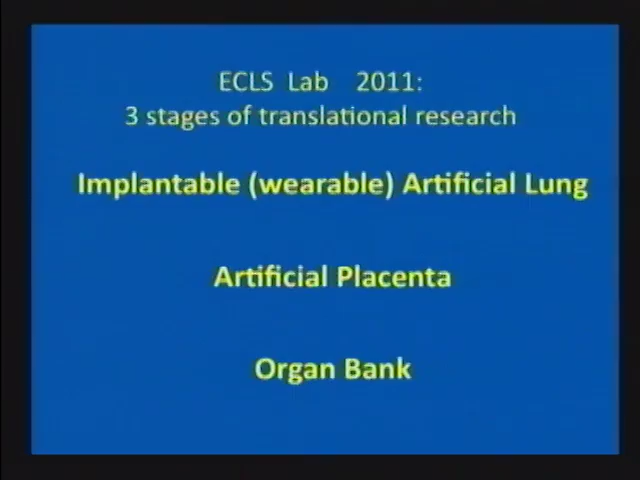 ECLS Lab 2011:
3 stages of translational research
Implantable (wearable) Artificial Lung
Artificial Placenta
Organ Bank